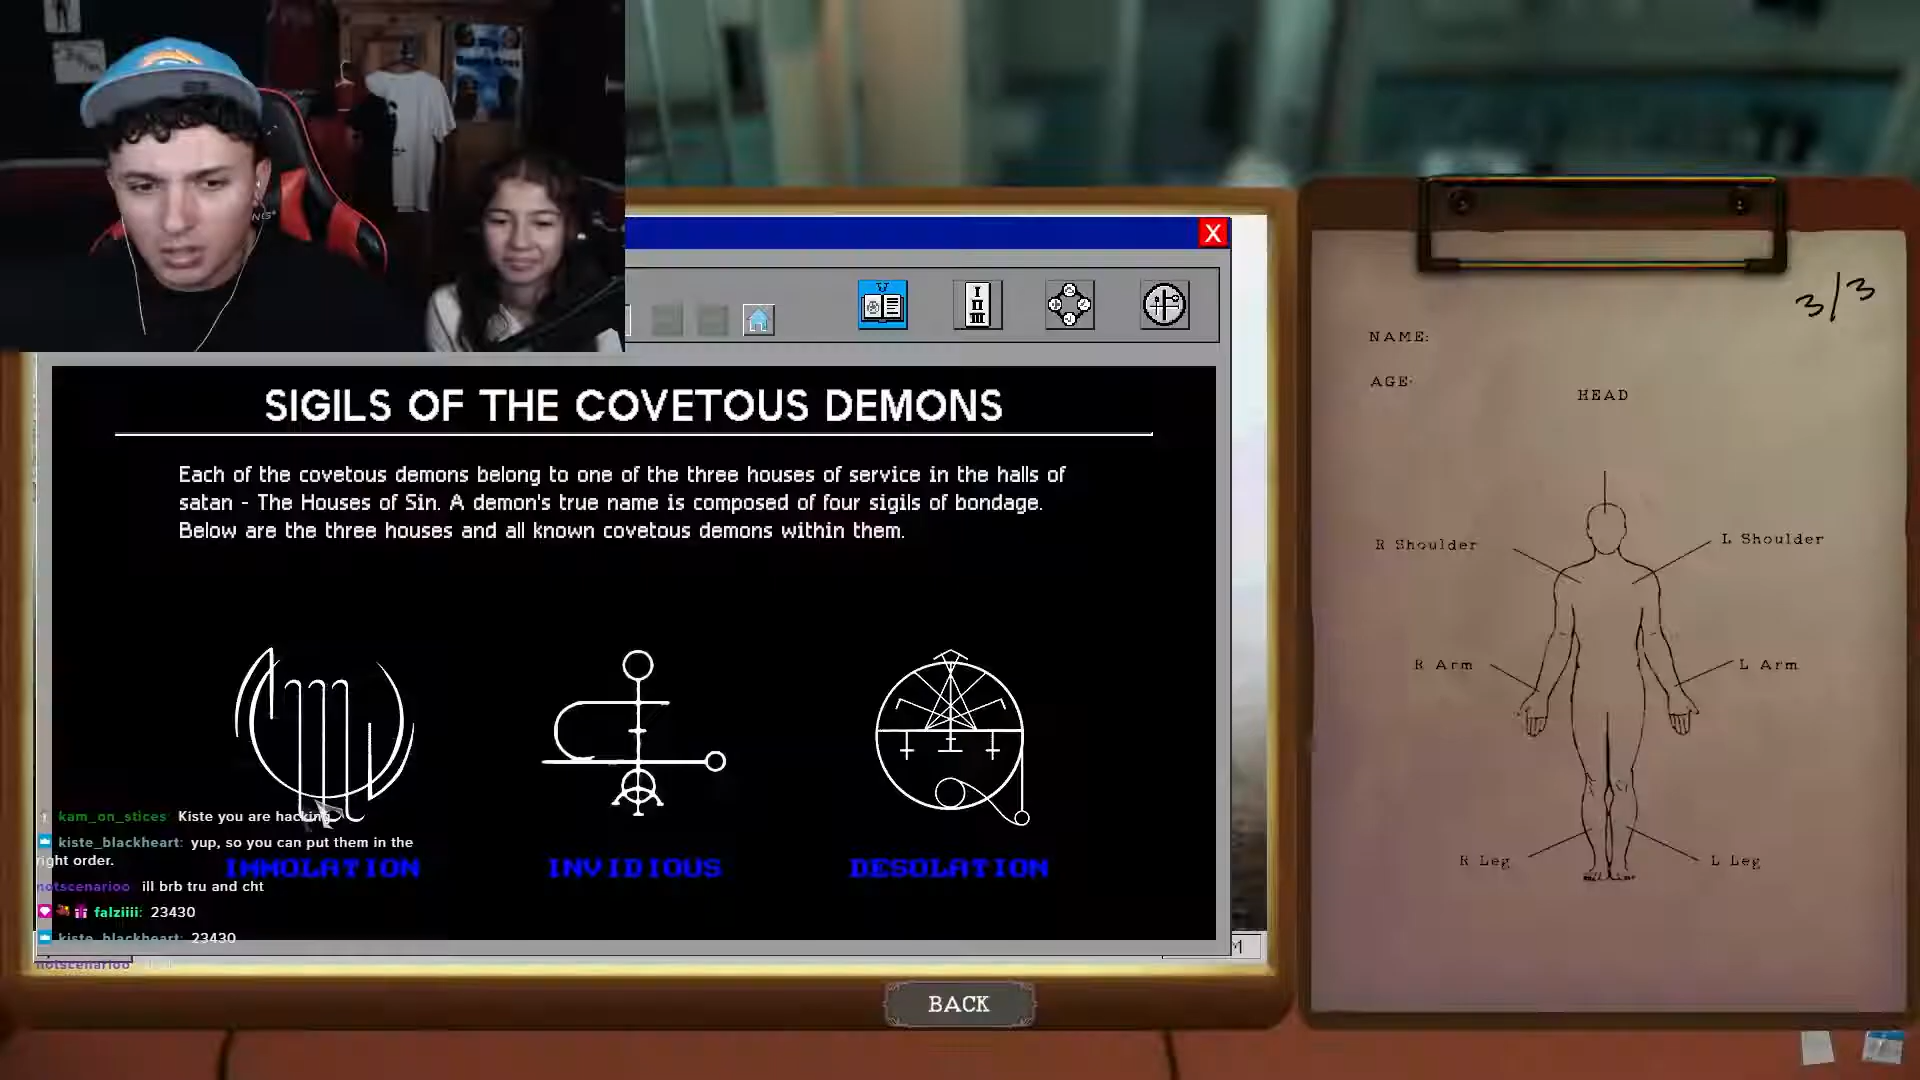 X
I
II
III
SIGILS OF THE COVETOUS DEMONS
Each of the covetous demons belong to one of the three houses of service in the halls of
satan - The Houses of Sin. A demon's true name is composed of four sigils of bondage.
Below are the three houses and all known covetous demons within them.
IMMOLATION
INVIDIOUS
DESOLATION
kam_on_stices: Kiste you are hacking
kiste_blackheart: yup, so you can put them in the
right order.
notscenarioo ill brb tru and cht
falziiii: 23430
kiste_blackheart: 23430
notscenarioo
BACK
3/3
NAME:
AGE:
HEAD
R Shoulder
L Shoulder
R Arm
L Arm
R Leg
L Leg